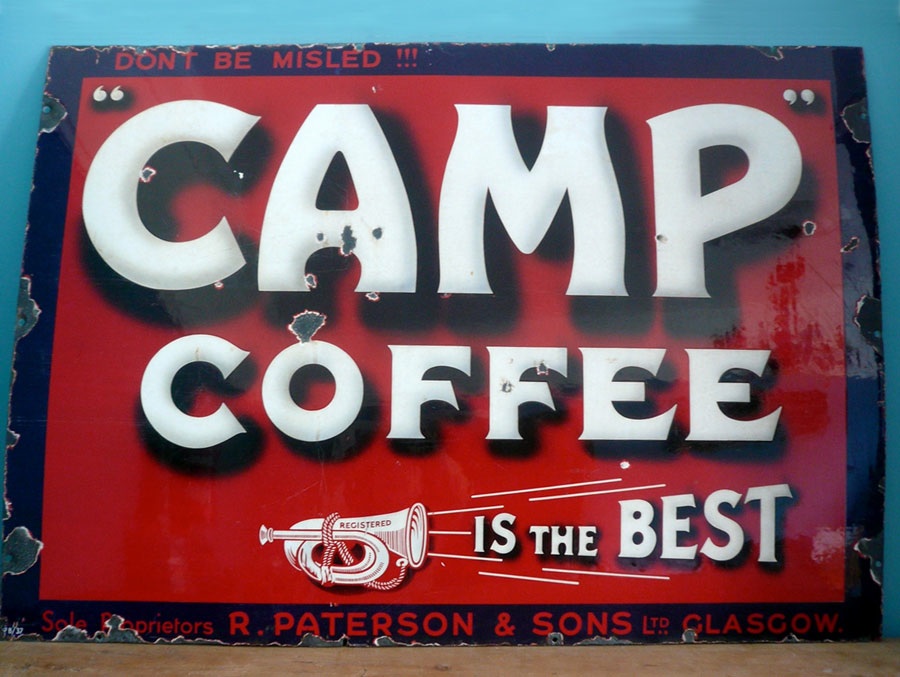 DONT BE MISLED !!!
“CAMP”
COFFEE
REGISTERED
IS THE BEST
Sole Proprietors R. PATERSON & SONS LTD GLASGOW.